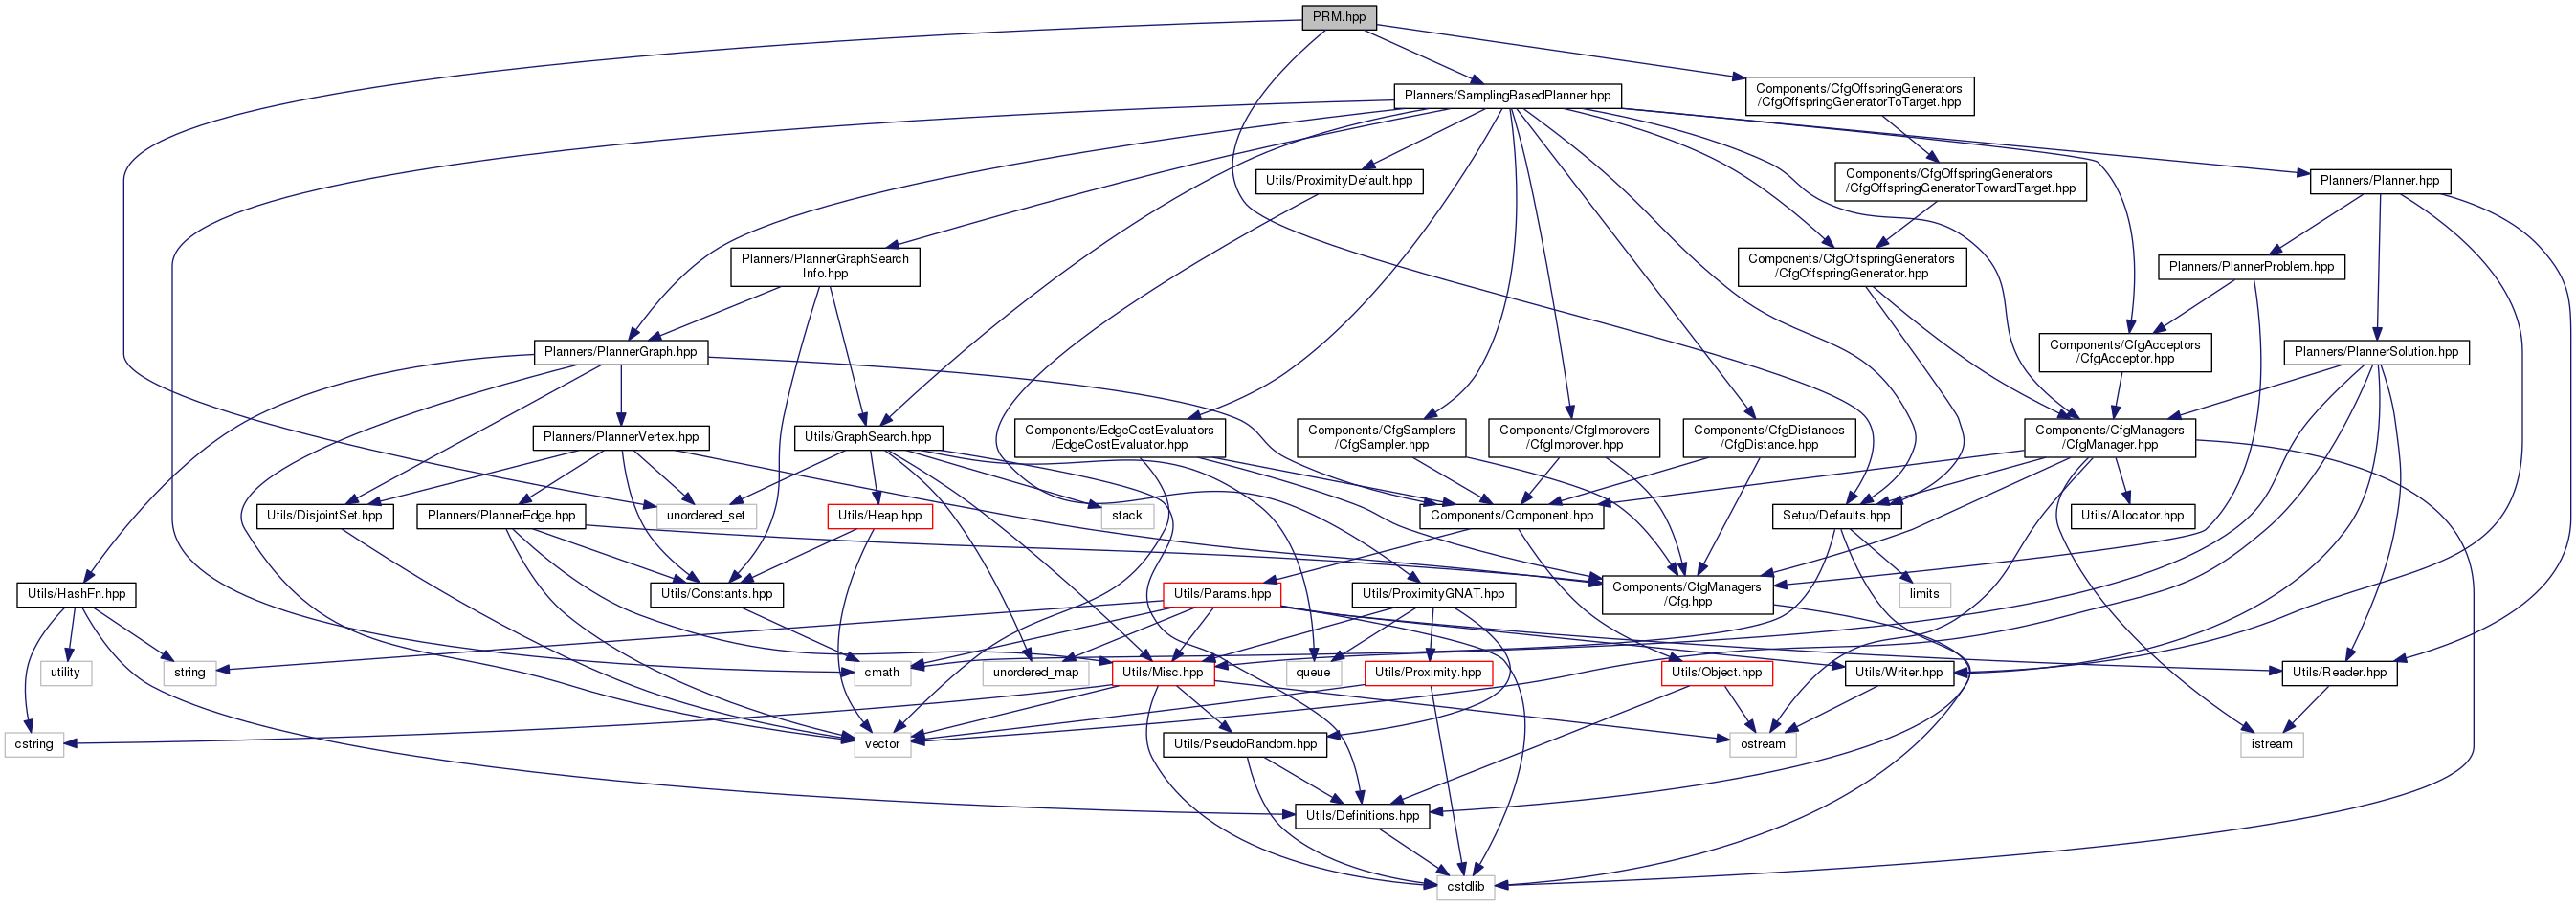 PRM.hpp
Planners/SamplingBasedPlanner.hpp
Components/CfgOffspringGenerators
/CfgOffspringGeneratorToTarget.hpp
Utils/ProximityDefault.hpp
Components/CfgOffspringGenerators
/CfgOffspringGeneratorTowardTarget.hpp
Planners/Planner.hpp
Planners/PlannerGraphSearch
Info.hpp
Components/CfgOffspringGenerators
/CfgOffspringGenerator.hpp
Planners/PlannerProblem.hpp
Planners/PlannerGraph.hpp
Components/CfgAcceptors
/CfgAcceptor.hpp
Planners/PlannerSolution.hpp
Planners/PlannerVertex.hpp
Utils/GraphSearch.hpp
Components/EdgeCostEvaluators
/EdgeCostEvaluator.hpp
Components/CfgSamplers
/CfgSampler.hpp
Components/CfgImprovers
/CfgImprover.hpp
Components/CfgDistances
/CfgDistance.hpp
Components/CfgManagers
/CfgManager.hpp
Utils/DisjointSet.hpp
Planners/PlannerEdge.hpp
unordered_set
Utils/Heap.hpp
stack
Components/Component.hpp
Setup/Defaults.hpp
Utils/Allocator.hpp
Utils/HashFn.hpp
Utils/Constants.hpp
Utils/Params.hpp
Utils/ProximityGNAT.hpp
Components/CfgManagers
/Cfg.hpp
limits
utility
string
cmath
unordered_map
Utils/Misc.hpp
queue
Utils/Proximity.hpp
Utils/Object.hpp
Utils/Writer.hpp
Utils/Reader.hpp
cstring
vector
Utils/PseudoRandom.hpp
ostream
istream
Utils/Definitions.hpp
cstdlib